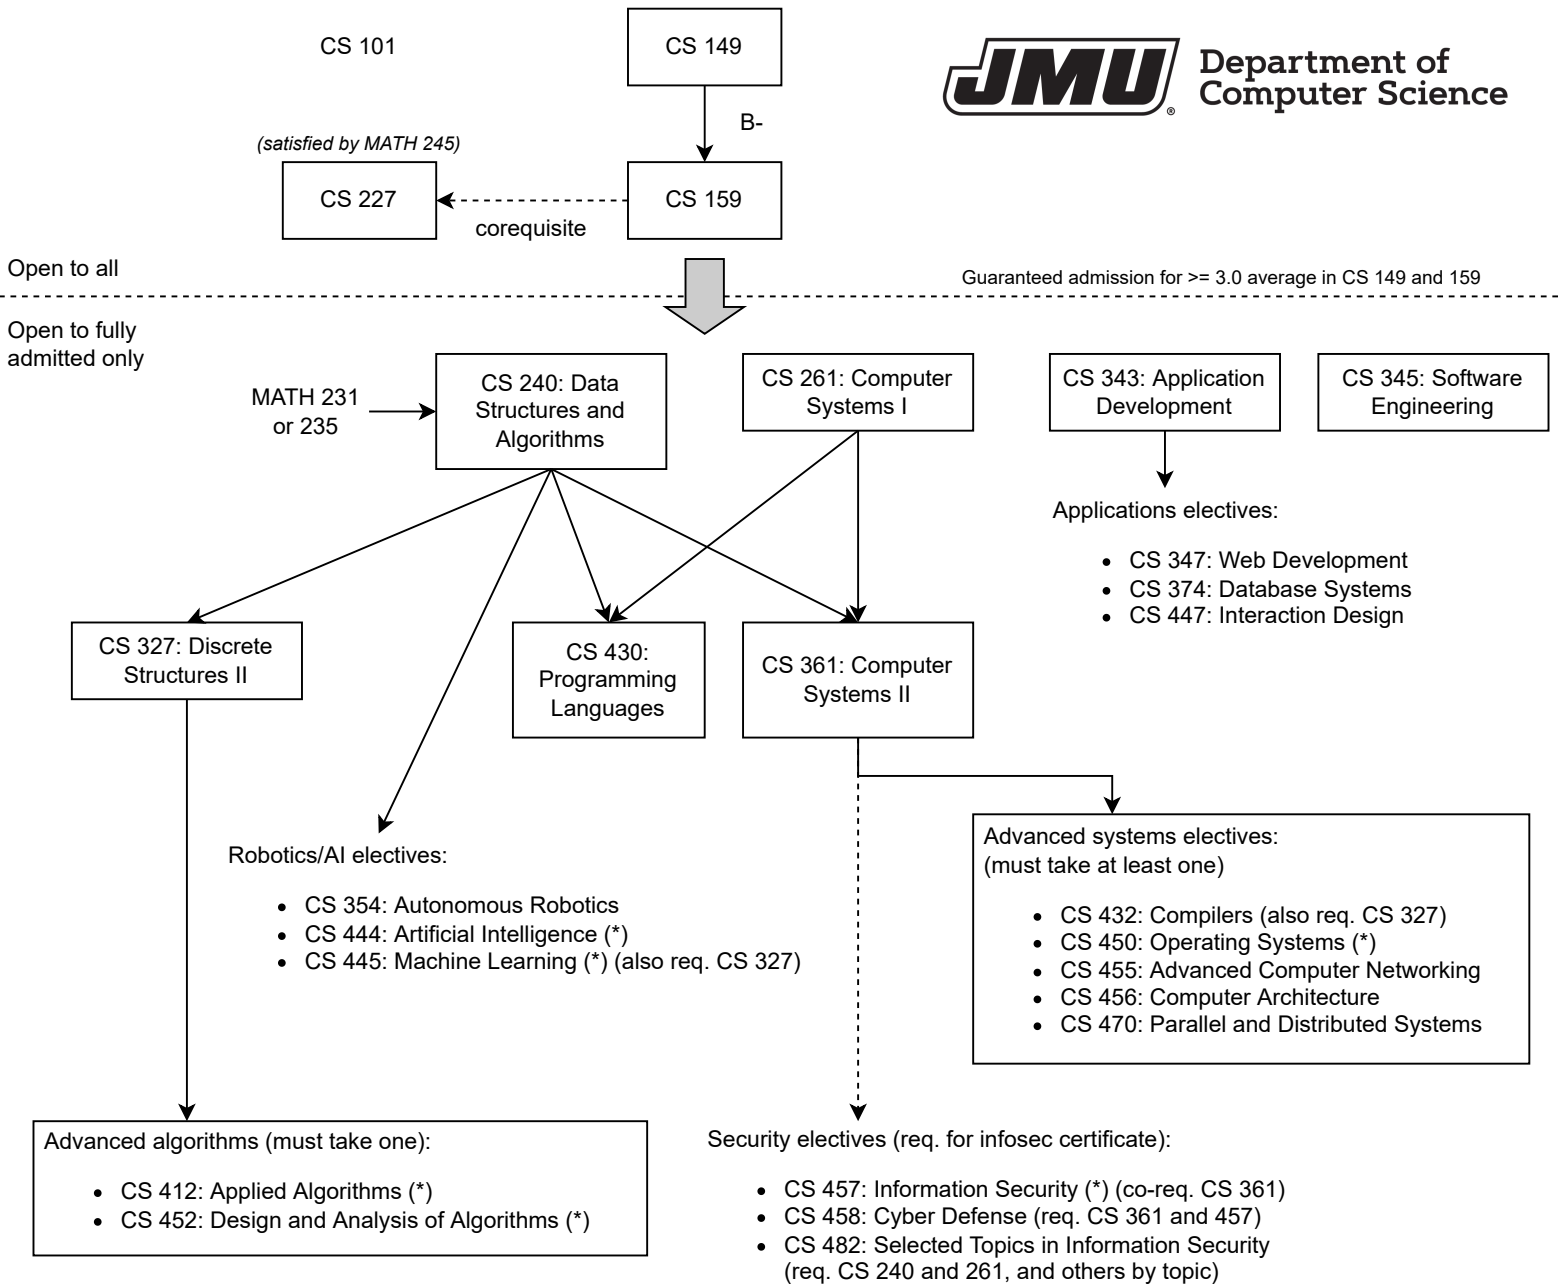 CS 101
CS 149
JMU
®
Department of
Computer Science
B-
(satisfied by MATH 245)
CS 227
corequisite
CS 159
Open to all
Guaranteed admission for >= 3.0 average in CS 149 and 159
Open to fully
admitted only
MATH 231
or 235
CS 240: Data
Structures and
Algorithms
CS 261: Computer
Systems I
CS 343: Application
Development
CS 345: Software
Engineering
Applications electives:
• CS 347: Web Development
• CS 374: Database Systems
• CS 447: Interaction Design
CS 327: Discrete
Structures II
CS 430:
Programming
Languages
CS 361: Computer
Systems II
Robotics/AI electives:
• CS 354: Autonomous Robotics
• CS 444: Artificial Intelligence (*)
• CS 445: Machine Learning (*) (also req. CS 327)
Advanced systems electives:
(must take at least one)
• CS 432: Compilers (also req. CS 327)
• CS 450: Operating Systems (*)
• CS 455: Advanced Computer Networking
• CS 456: Computer Architecture
• CS 470: Parallel and Distributed Systems
Advanced algorithms (must take one):
• CS 412: Applied Algorithms (*)
• CS 452: Design and Analysis of Algorithms (*)
Security electives (req. for infosec certificate):
• CS 457: Information Security (*) (co-req. CS 361)
• CS 458: Cyber Defense (req. CS 361 and 457)
• CS 482: Selected Topics in Information Security
(req. CS 240 and 261, and others by topic)